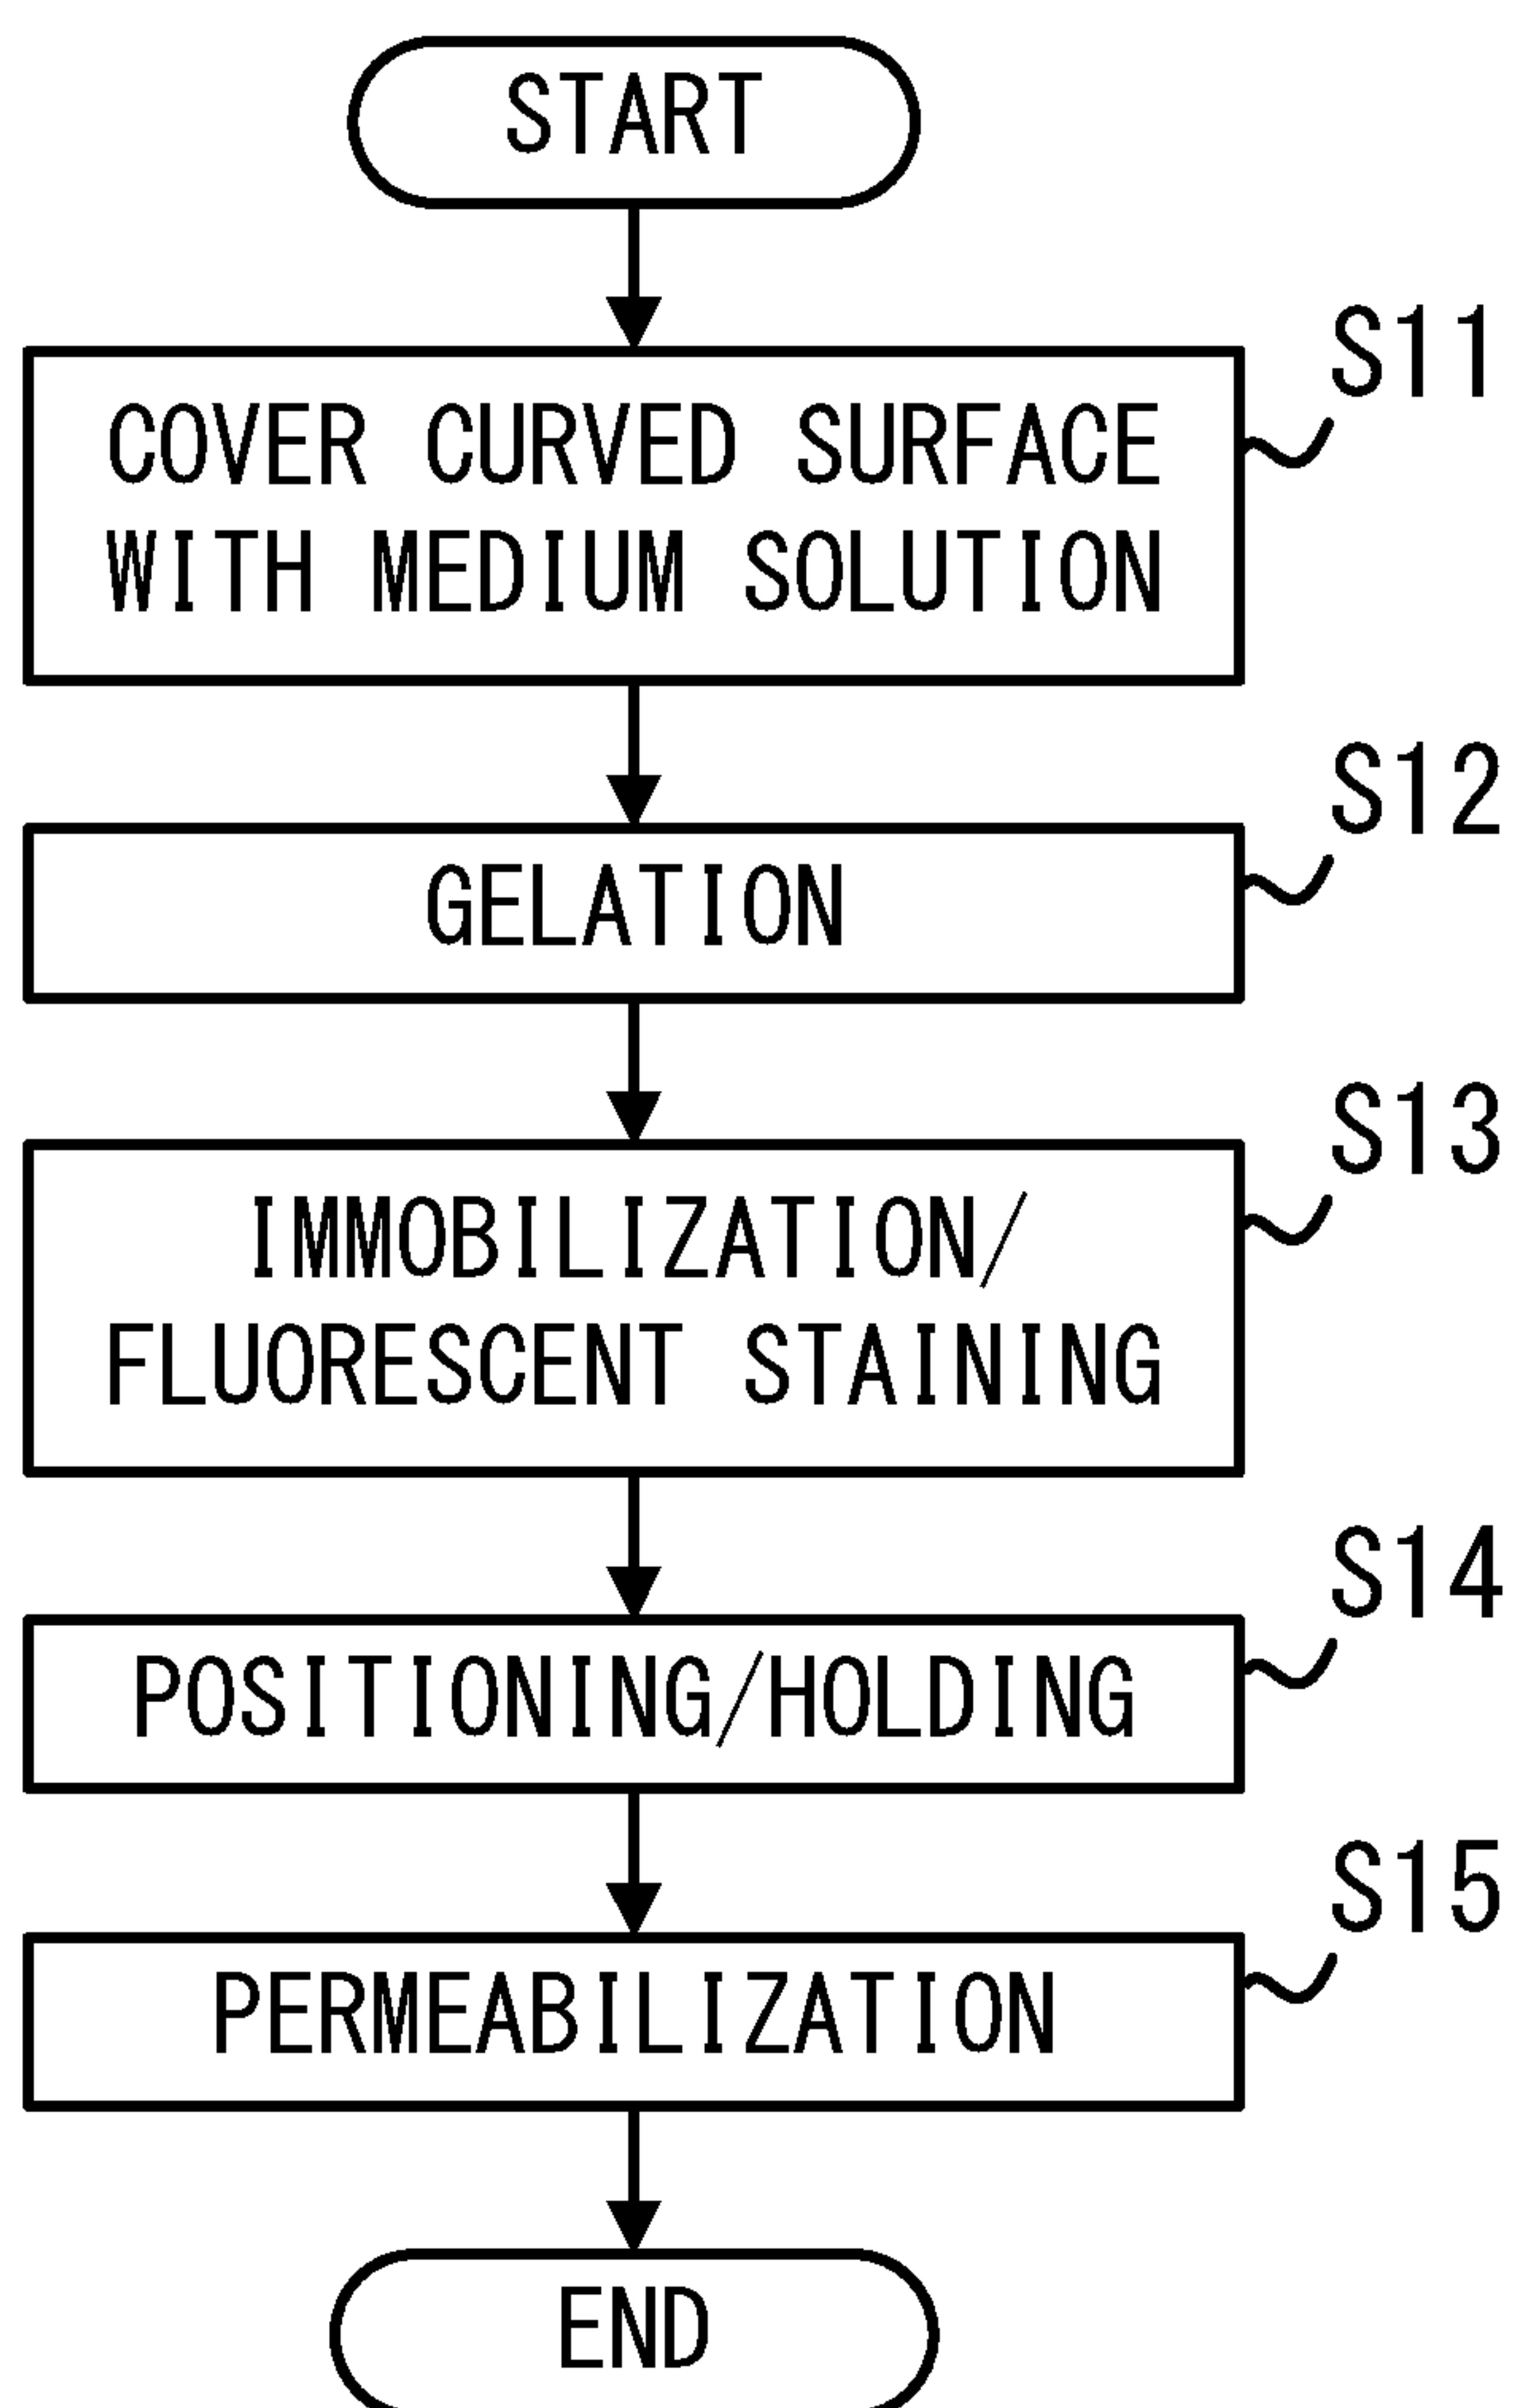 START
S11
COVER CURVED SURFACE
WITH MEDIUM SOLUTION
S12
GELATION
S13
IMMOBILIZATION/
FLUORESCENT STAINING
S14
POSITIONING/HOLDING
S15
PERMEABILIZATION
END